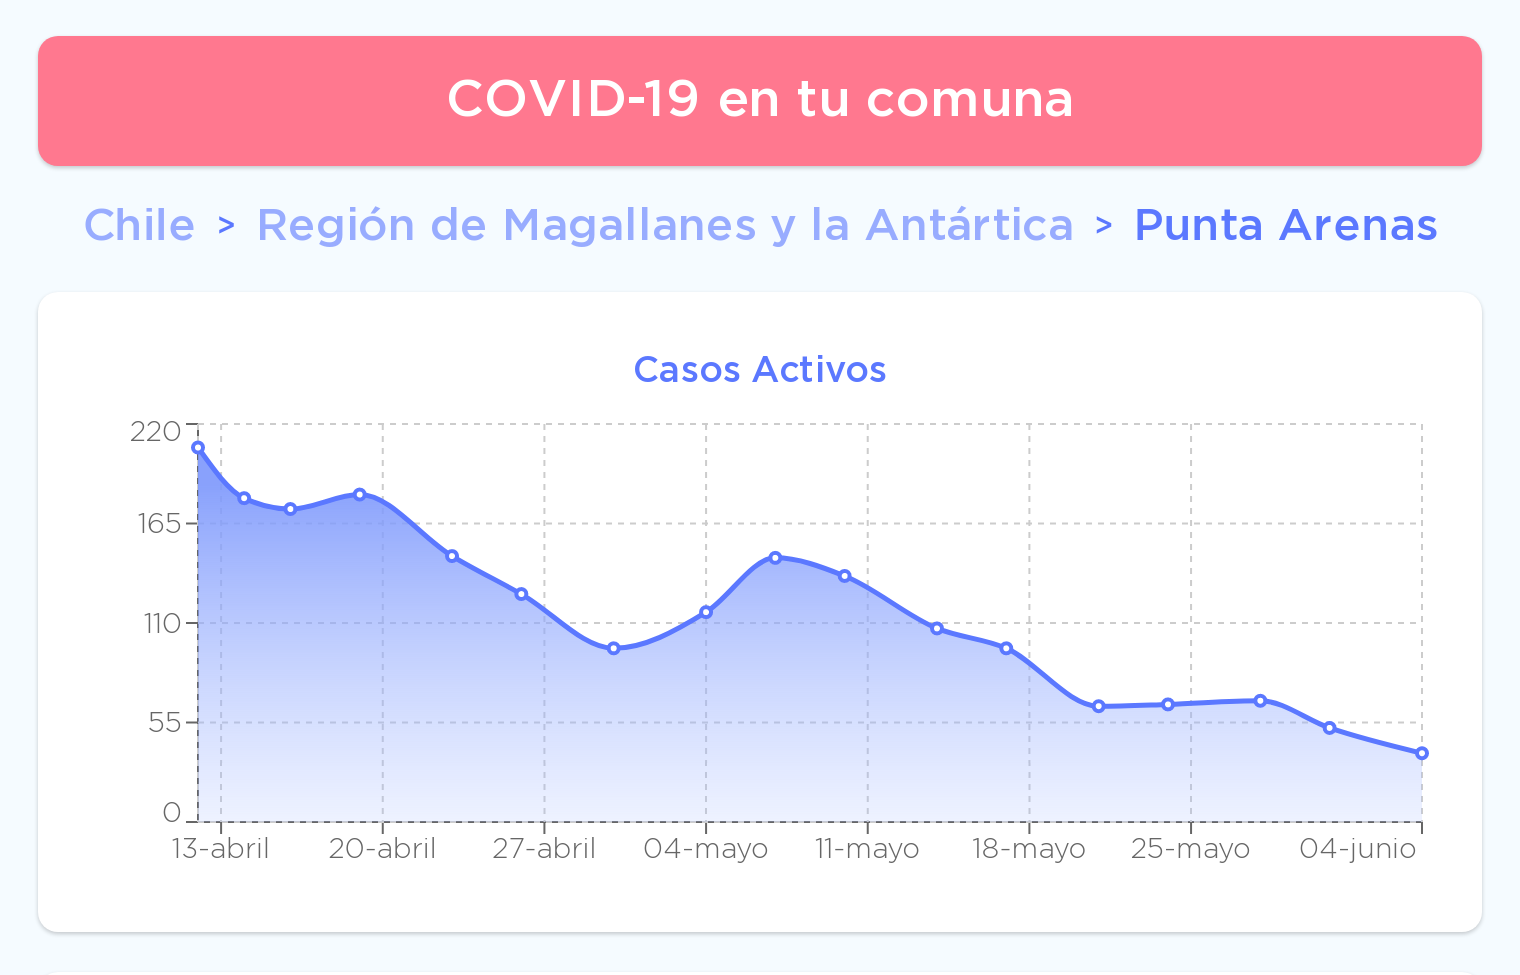 COVID-19 en tu comuna
Chile > Región de Magallanes y la Antártica > Punta Arenas
Casos Activos
220
165
110
55
0
13-abril 20-abril 27-abril 04-mayo 11-mayo 18-mayo 25-mayo 04-junio